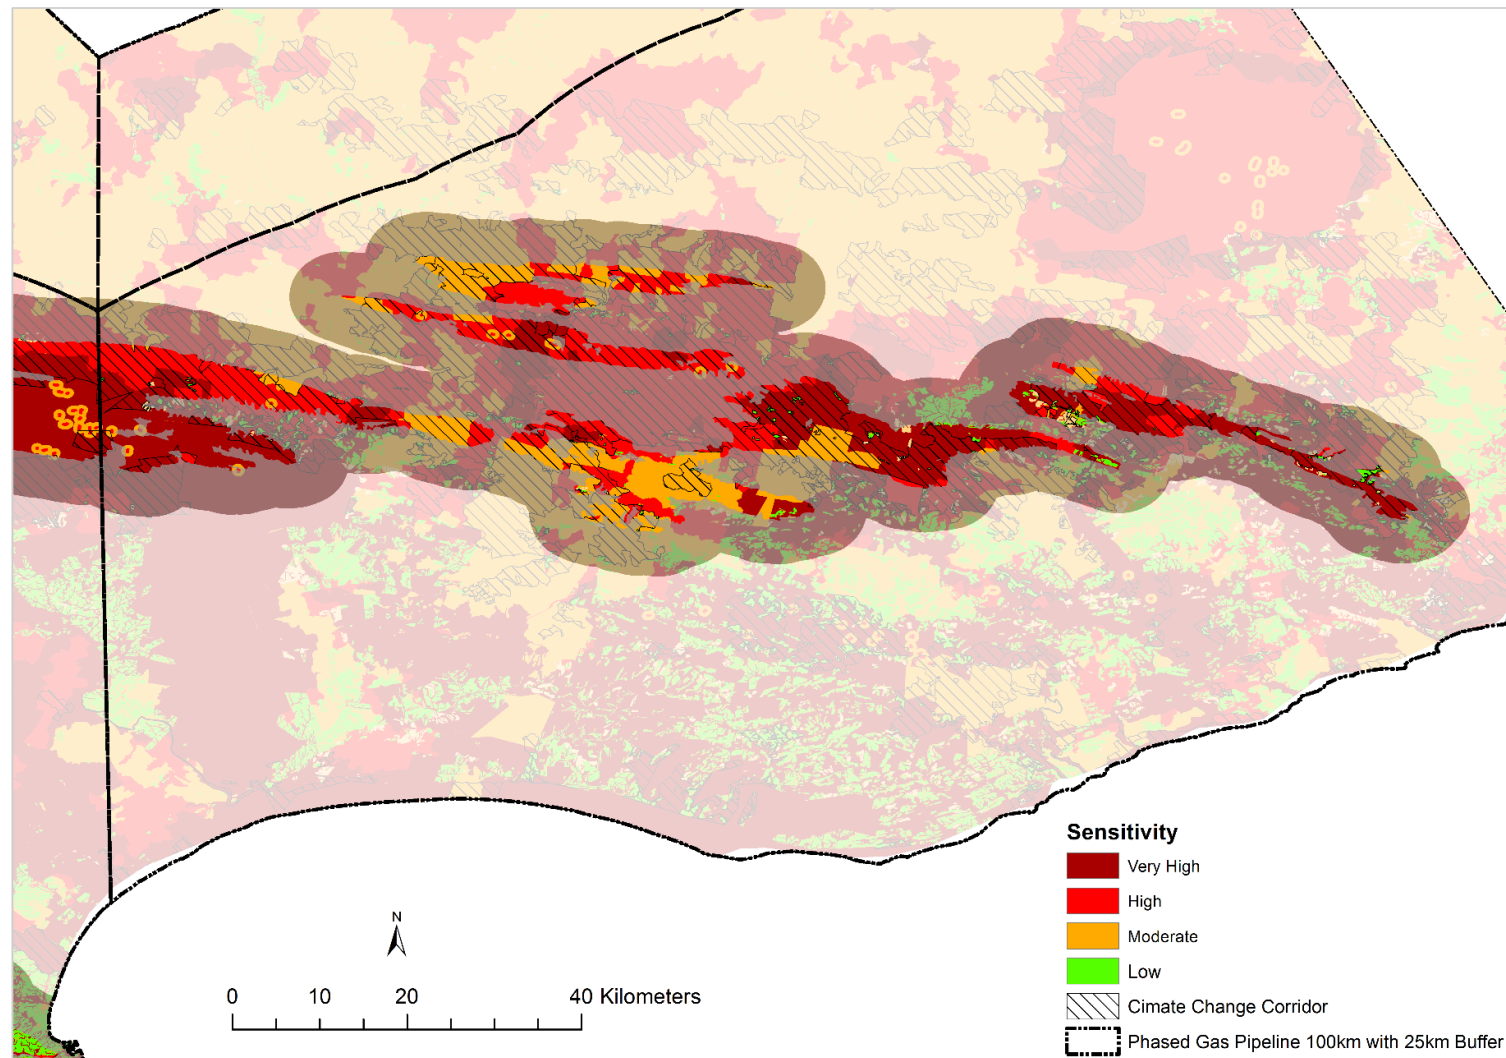 N
0 10 20 40 Kilometers
Sensitivity
Very High
High
Moderate
Low
Cimate Change Corridor
Phased Gas Pipeline 100km with 25km Buffer